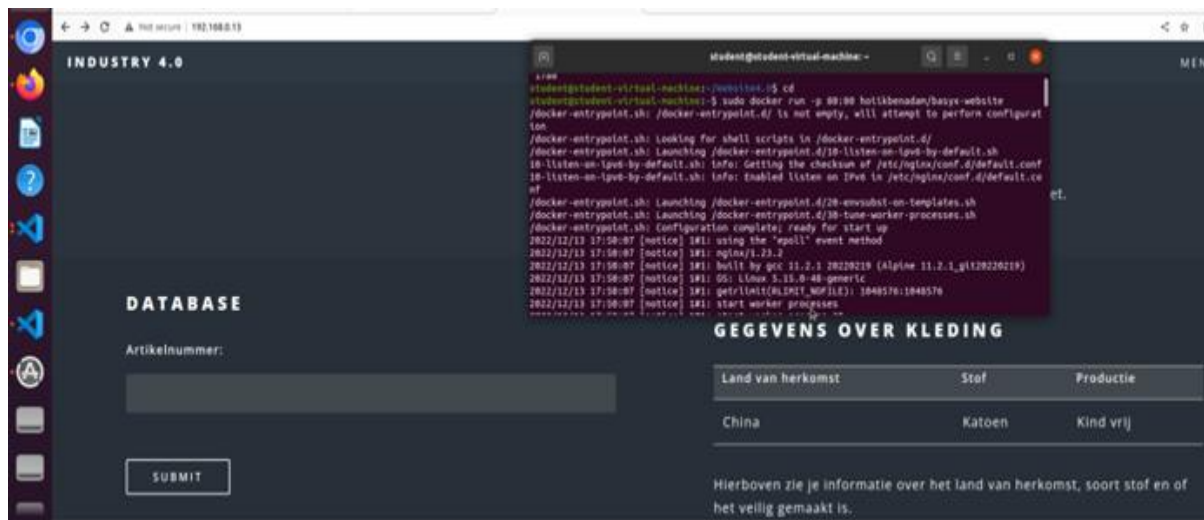 Not secure | 192.168.0.13
INDUSTRY 4.0
student@student-virtual-machine: ~
student@student-virtual-machine:~/Website4.0$ cd
student@student-virtual-machine:~$ sudo docker run -p 80:80 hotikbenadan/basyx-website
/docker-entrypoint.sh: /docker-entrypoint.d/ is not empty, will attempt to perform configurat
ion
/docker-entrypoint.sh: Looking for shell scripts in /docker-entrypoint.d/
/docker-entrypoint.sh: Launching /docker-entrypoint.d/10-listen-on-ipv6-by-default.sh
10-listen-on-ipv6-by-default.sh: info: Getting the checksum of /etc/nginx/conf.d/default.conf
10-listen-on-ipv6-by-default.sh: info: Enabled listen on IPv6 in /etc/nginx/conf.d/default.co
nf
/docker-entrypoint.sh: Launching /docker-entrypoint.d/20-envsubst-on-templates.sh
/docker-entrypoint.sh: Launching /docker-entrypoint.d/30-tune-worker-processes.sh
/docker-entrypoint.sh: Configuration complete; ready for start up
2022/12/13 17:50:07 [notice] 1#1: using the "epoll" event method
2022/12/13 17:50:07 [notice] 1#1: nginx/1.23.2
2022/12/13 17:50:07 [notice] 1#1: built by gcc 11.2.1 20220219 (Alpine 11.2.1_git20220219)
2022/12/13 17:50:07 [notice] 1#1: OS: Linux 5.15.0-48-generic
2022/12/13 17:50:07 [notice] 1#1: getrlimit(RLIMIT_NOFILE): 1048576:1048576
2022/12/13 17:50:07 [notice] 1#1: start worker processes
MEN
et.
DATABASE
Artikelnummer:
SUBMIT
GEGEVENS OVER KLEDING
Land van herkomst Stof Productie
China Katoen Kind vrij
Hierboven zie je informatie over het land van herkomst, soort stof en of
het veilig gemaakt is.